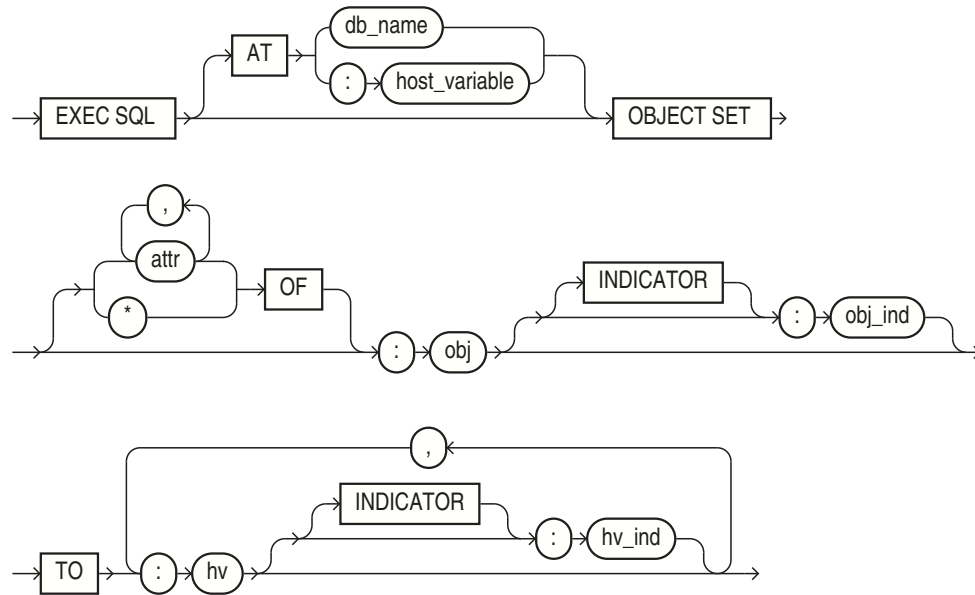 db_name
AT
: host_variable
EXEC SQL OBJECT SET
,
attr INDICATOR
* OF : obj_ind
: obj
,
INDICATOR
: hv_ind
TO : hv